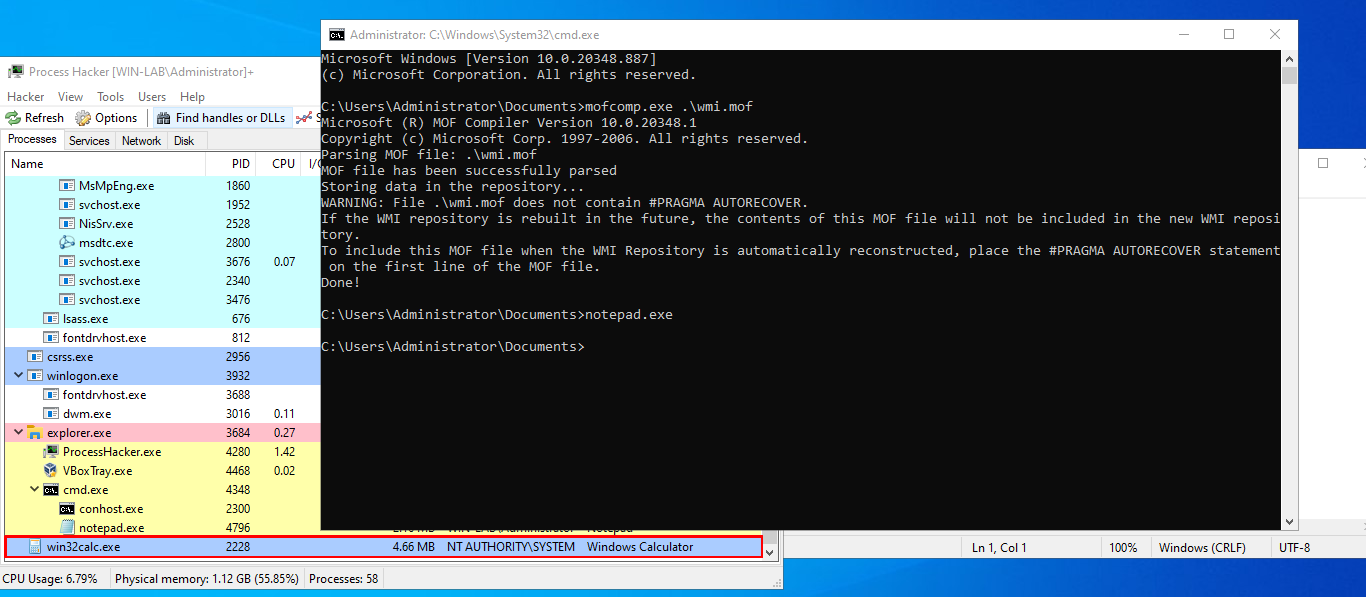 Process Hacker [WIN-LAB\Administrator]+
Hacker View Tools Users Help
Refresh Options Find handles or DLLs S
Processes Services Network Disk
Name PID CPU I/O
MsMpEng.exe 1860
svchost.exe 1952
NisSrv.exe 2528
msdtc.exe 2800
svchost.exe 3676 0.07
svchost.exe 2340
svchost.exe 3476
lsass.exe 676
fontdrvhost.exe 812
csrss.exe 2956
winlogon.exe 3932
fontdrvhost.exe 3688
dwm.exe 3016 0.11
explorer.exe 3684 0.27
ProcessHacker.exe 4280 1.42
VBoxTray.exe 4468 0.02
cmd.exe 4348
conhost.exe 2300
notepad.exe 4796
win32calc.exe 2228 4.66 MB NT AUTHORITY\SYSTEM Windows Calculator
CPU Usage: 6.79% Physical memory: 1.12 GB (55.85%) Processes: 58
Administrator: C:\Windows\System32\cmd.exe
Microsoft Windows [Version 10.0.20348.887]
(c) Microsoft Corporation. All rights reserved.
C:\Users\Administrator\Documents>mofcomp.exe .\wmi.mof
Microsoft (R) MOF Compiler Version 10.0.20348.1
Copyright (c) Microsoft Corp. 1997-2006. All rights reserved.
Parsing MOF file: .\wmi.mof
MOF file has been successfully parsed
Storing data in the repository...
WARNING: File .\wmi.mof does not contain #PRAGMA AUTORECOVER.
If the WMI repository is rebuilt in the future, the contents of this MOF file will not be included in the new WMI reposi
tory.
To include this MOF file when the WMI Repository is automatically reconstructed, place the #PRAGMA AUTORECOVER statement
on the first line of the MOF file.
Done!
C:\Users\Administrator\Documents>notepad.exe
C:\Users\Administrator\Documents>
Ln 1, Col 1 100% Windows (CRLF) UTF-8